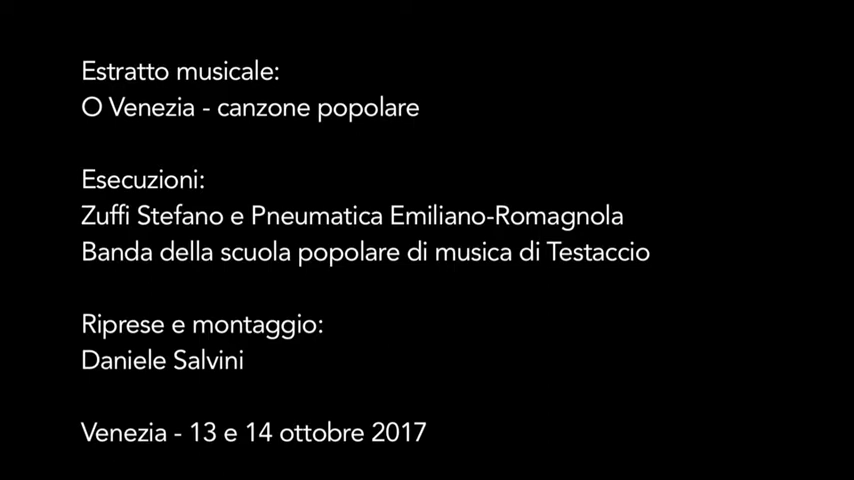 Estratto musicale:
O Venezia - canzone popolare
Esecuzioni:
Zuffi Stefano e Pneumatica Emiliano-Romagnola
Banda della scuola popolare di musica di Testaccio
Riprese e montaggio:
Daniele Salvini
Venezia - 13 e 14 ottobre 2017